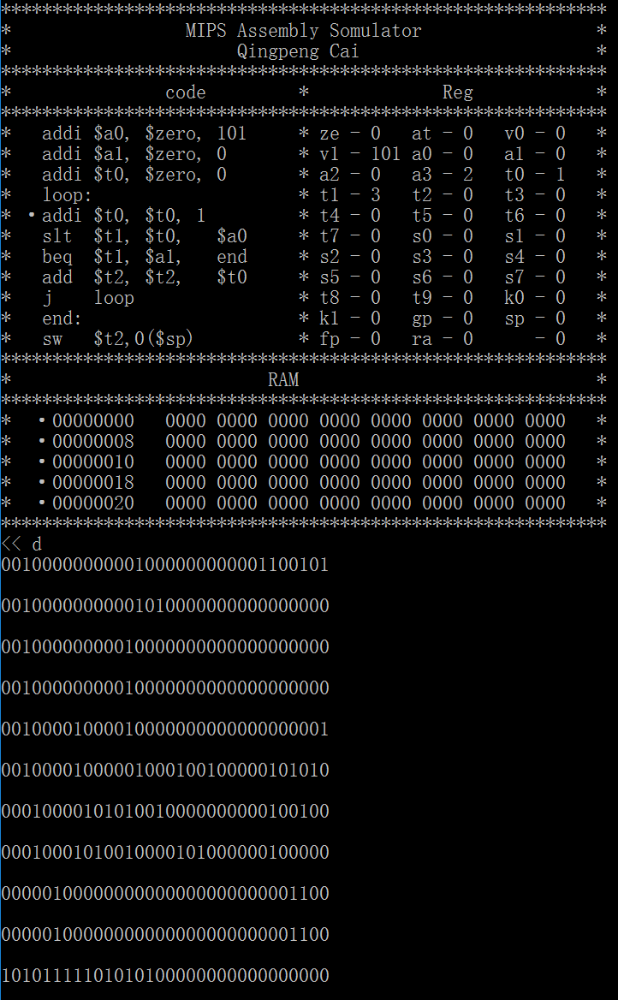 ***********************************************************
* MIPS Assembly Somulator *
* Qingpeng Cai *
***********************************************************
* code * Reg *
***********************************************************
* addi $a0, $zero, 101 * ze - 0 at - 0 v0 - 0 *
* addi $a1, $zero, 0 * v1 - 101 a0 - 0 a1 - 0 *
* addi $t0, $zero, 0 * a2 - 0 a3 - 2 t0 - 1 *
* loop: * t1 - 3 t2 - 0 t3 - 0 *
* ·addi $t0, $t0, 1 * t4 - 0 t5 - 0 t6 - 0 *
* slt $t1, $t0, $a0 * t7 - 0 s0 - 0 s1 - 0 *
* beq $t1, $a1, end * s2 - 0 s3 - 0 s4 - 0 *
* add $t2, $t2, $t0 * s5 - 0 s6 - 0 s7 - 0 *
* j loop * t8 - 0 t9 - 0 k0 - 0 *
* end: * k1 - 0 gp - 0 sp - 0 *
* sw $t2,0($sp) * fp - 0 ra - 0 - 0 *
***********************************************************
* RAM *
***********************************************************
* ·00000000 0000 0000 0000 0000 0000 0000 0000 0000 *
* ·00000008 0000 0000 0000 0000 0000 0000 0000 0000 *
* ·00000010 0000 0000 0000 0000 0000 0000 0000 0000 *
* ·00000018 0000 0000 0000 0000 0000 0000 0000 0000 *
* ·00000020 0000 0000 0000 0000 0000 0000 0000 0000 *
***********************************************************
<< d
00100000000001000000000001100101
00100000000001010000000000000000
00100000000010000000000000000000
00100000000010000000000000000000
00100001000010000000000000000001
00100001000001000100100000101010
00010000101010010000000000100100
00010001010010000101000000100000
00000100000000000000000000001100
00000100000000000000000000001100
10101111101010100000000000000000